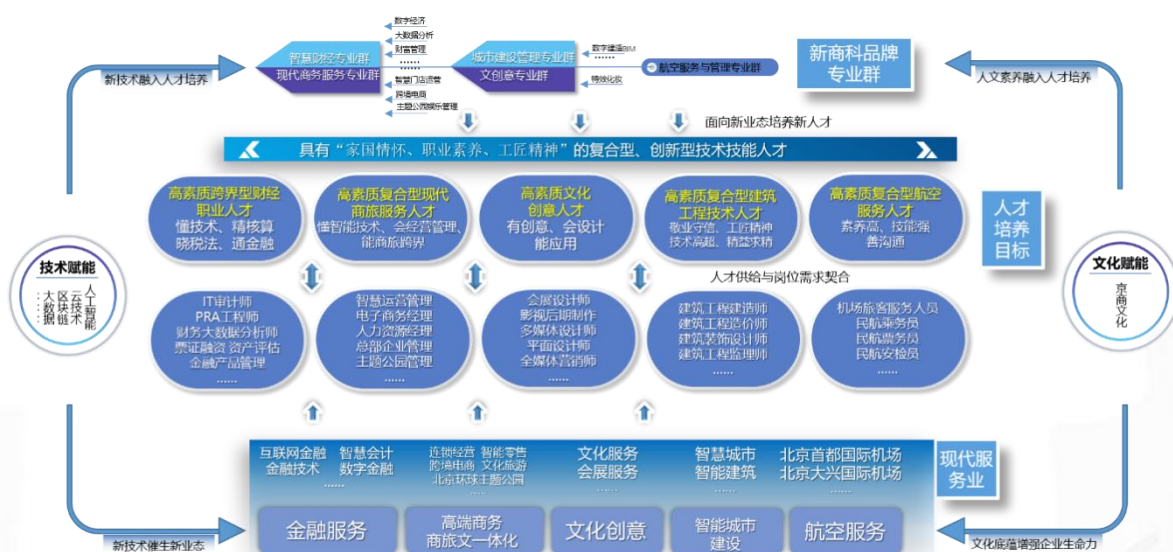 数字经济
大数据分析
财富管理
......
智慧财经专业群
现代商务服务专业群
智慧门店运营
跨境电商
主题公园娱乐管理
城市建设管理专业群
文创意专业群
数字建造BIM
......
特效化妆
航空服务与管理专业群
新商科品牌
专业群
新技术融入人才培养
人文素养融入人才培养
面向新业态培养新人才
具有“家国情怀、职业素养、工匠精神”的复合型、创新型技术技能人才
高素质跨界型财经
职业人才
懂技术、精核算
晓税法、通金融
高素质复合型现代
商旅服务人才
懂智能技术、会经营管理、
能商旅跨界
高素质文化
创意人才
有创意、会设计
能应用
高素质复合型建筑
工程技术人才
敬业守信、工匠精神
技术高超、精益求精
高素质复合型航空
服务人才
素养高、技能强
善沟通
人才
培养
目标
技术赋能
人工智能
云技术
区块链
大数据
......
文化赋能
京商文化
人才供给与岗位需求契合
IT审计师
PRA工程师
财务大数据分析师
票证融资 资产评估
金融产品管理
......
智慧运营管理
电子商务经理
人力资源经理
总部企业管理
主题公园管理
......
会展设计师
影视后期制作
多媒体设计师
平面设计师
全媒体营销师
......
建筑工程建造师
建筑工程造价师
建筑装饰设计师
建筑工程监理师
......
机场旅客服务人员
民航乘务员
民航票务员
民航安检员
......
互联网金融 智慧会计
金融技术 数字金融
......
连锁经营 智能零售
跨境电商 文化旅游
北京环球主题公园
......
文化服务
会展服务
......
智慧城市
智能建筑
......
北京首都国际机场
北京大兴国际机场
......
现代服
务业
金融服务
高端商务
商旅文一体化
文化创意
智能城市
建设
航空服务
新技术催生新业态
文化底蕴增强企业生命力